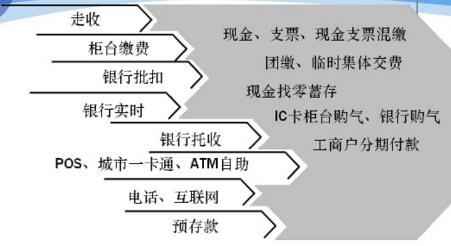 走收
柜台缴费
银行批扣
银行实时
银行托收
POS、城市一卡通、ATM自助
电话、互联网
预存款
现金、支票、现金支票混缴
团缴、临时集体交费
现金找零蓄存
IC卡柜台购气、银行购气
工商户分期付款